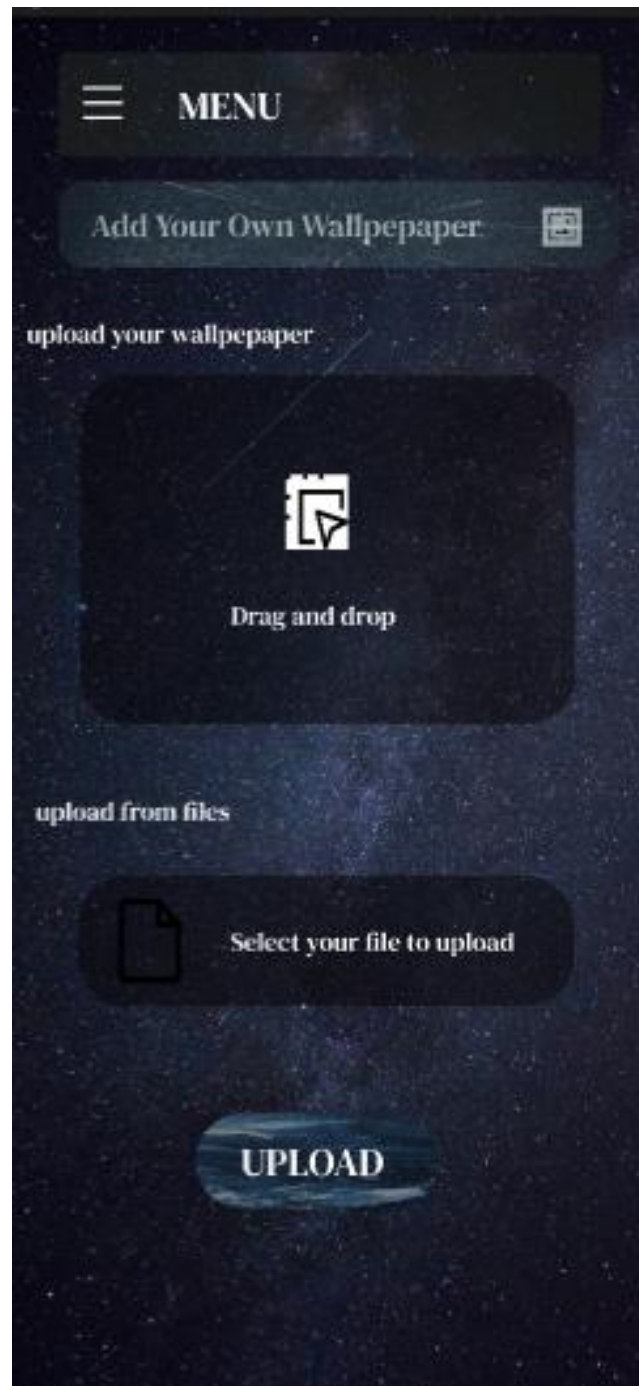 MENU
Add Your Own Wallpepaper
upload your wallpepaper
Drag and drop
upload from files
Select your file to upload
UPLOAD